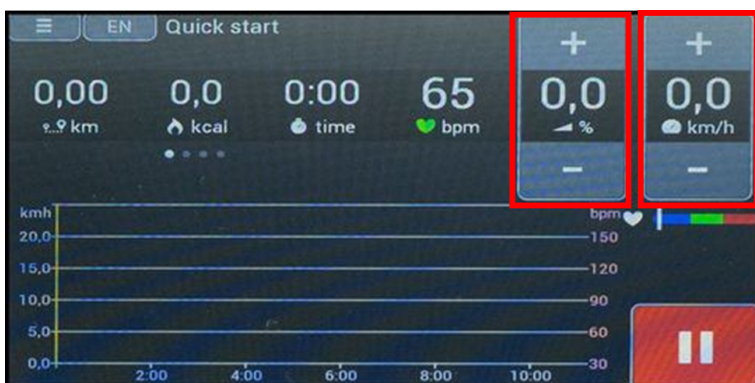 EN Quick start
+ +
0,00 0,0 0:00 65 0,0 0,0
km kcal time bpm % km/h
- -
kmh bpm
20,0 150
15,0 120
10,0 90
5,0 60
0,0 30
2:00 4:00 6:00 8:00 10:00